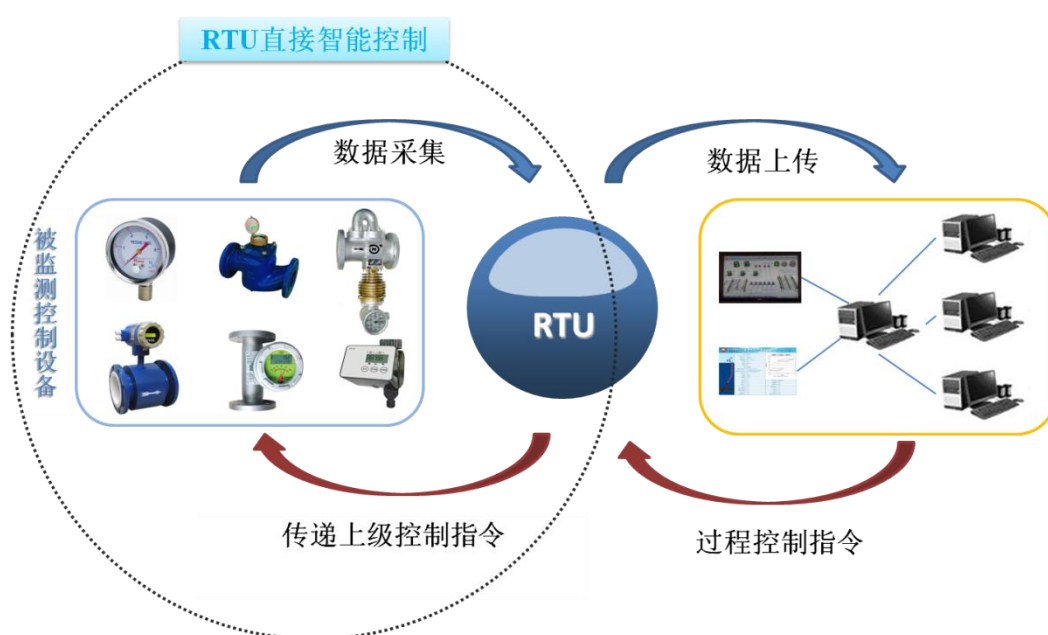 RTU直接智能控制
数据采集
数据上传
被监测控制设备
RTU
传递上级控制指令
过程控制指令